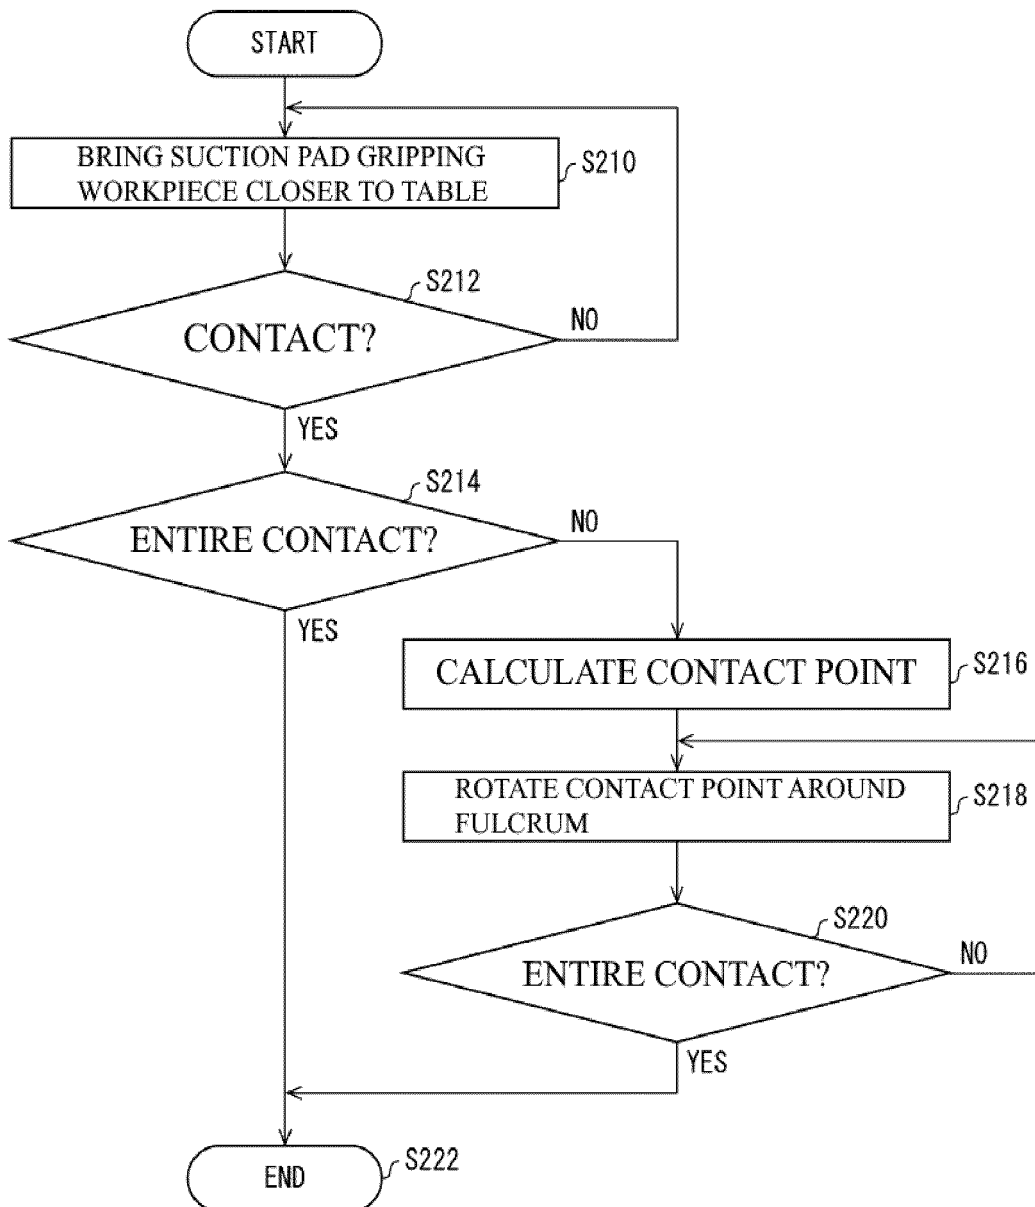 START
BRING SUCTION PAD GRIPPING
WORKPIECE CLOSER TO TABLE
S210
S212
CONTACT?
NO
YES
S214
ENTIRE CONTACT?
NO
YES
CALCULATE CONTACT POINT
S216
ROTATE CONTACT POINT AROUND
FULCRUM
S218
S220
ENTIRE CONTACT?
NO
YES
END
S222